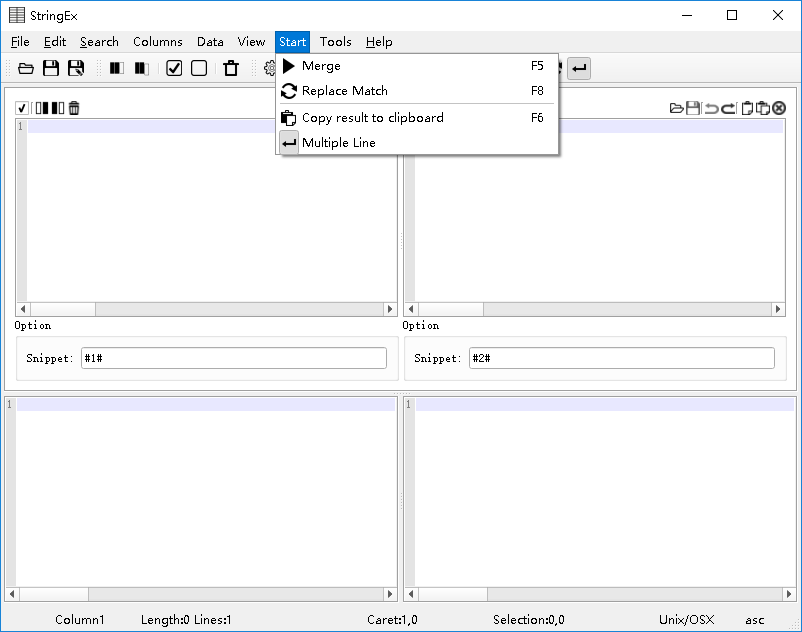 StringEx
File Edit Search Columns Data View Start Tools Help
Merge F5
Replace Match F8
Copy result to clipboard F6
Multiple Line
1
Option Option
Snippet: #1# Snippet: #2#
1 1
Column1 Length:0 Lines:1 Caret:1,0 Selection:0,0 Unix/OSX asc